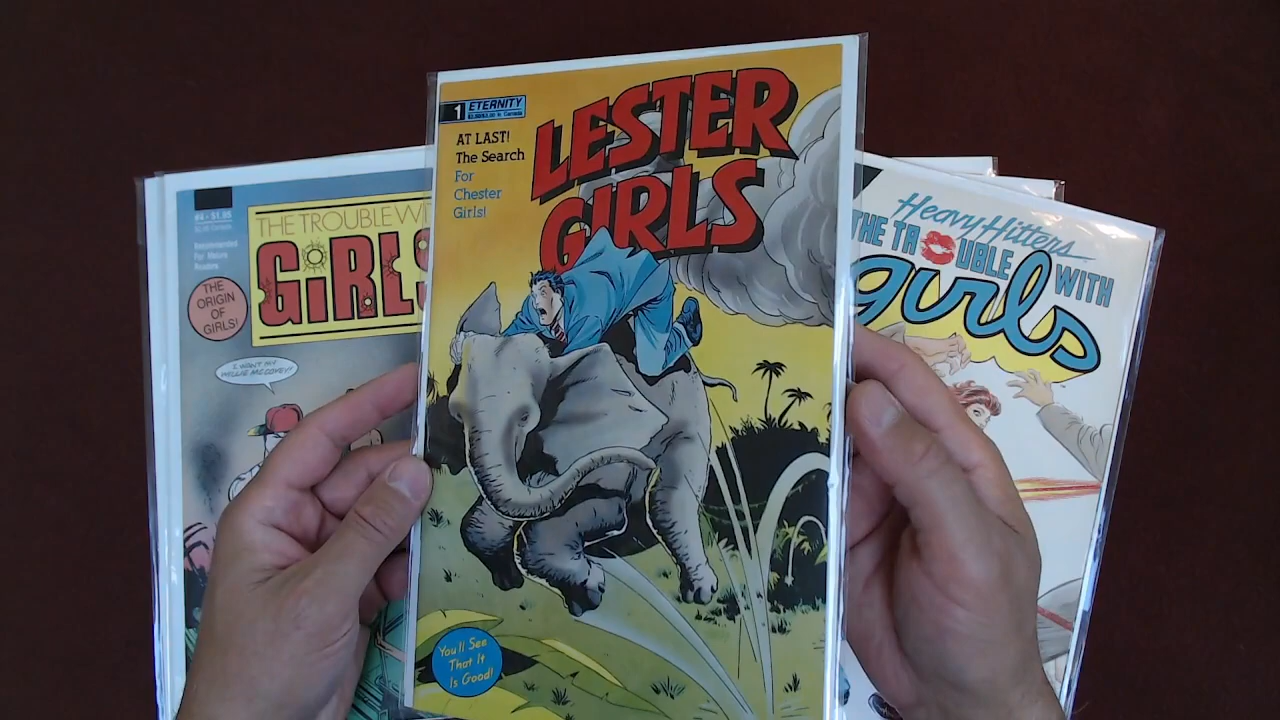 1 ETERNITY
LESTER
GIRLS
AT LAST!
The Search
For
Chester
Girls!
You'll See
That It
Is Good!
#4 • $1.95
Recommended
For Mature
Readers
THE TROUBLE WI
GIRLS
THE
ORIGIN
OF
GIRLS!
I WANT MY
WILLIE McCOVEY!
Heavy Hitters
THE TROUBLE WITH
girls